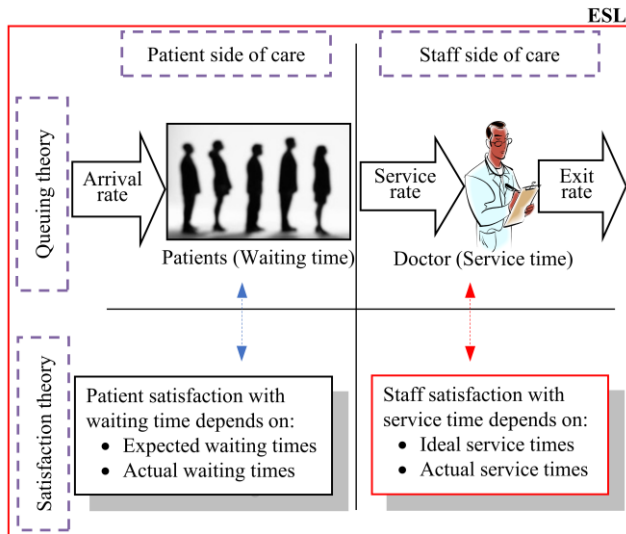 ESL
Patient side of care
Staff side of care
Queuing theory
Arrival
rate
Service
rate
Exit
rate
Patients (Waiting time)
Doctor (Service time)
Satisfaction theory
Patient satisfaction with
waiting time depends on:
• Expected waiting times
• Actual waiting times
Staff satisfaction with
service time depends on:
• Ideal service times
• Actual service times